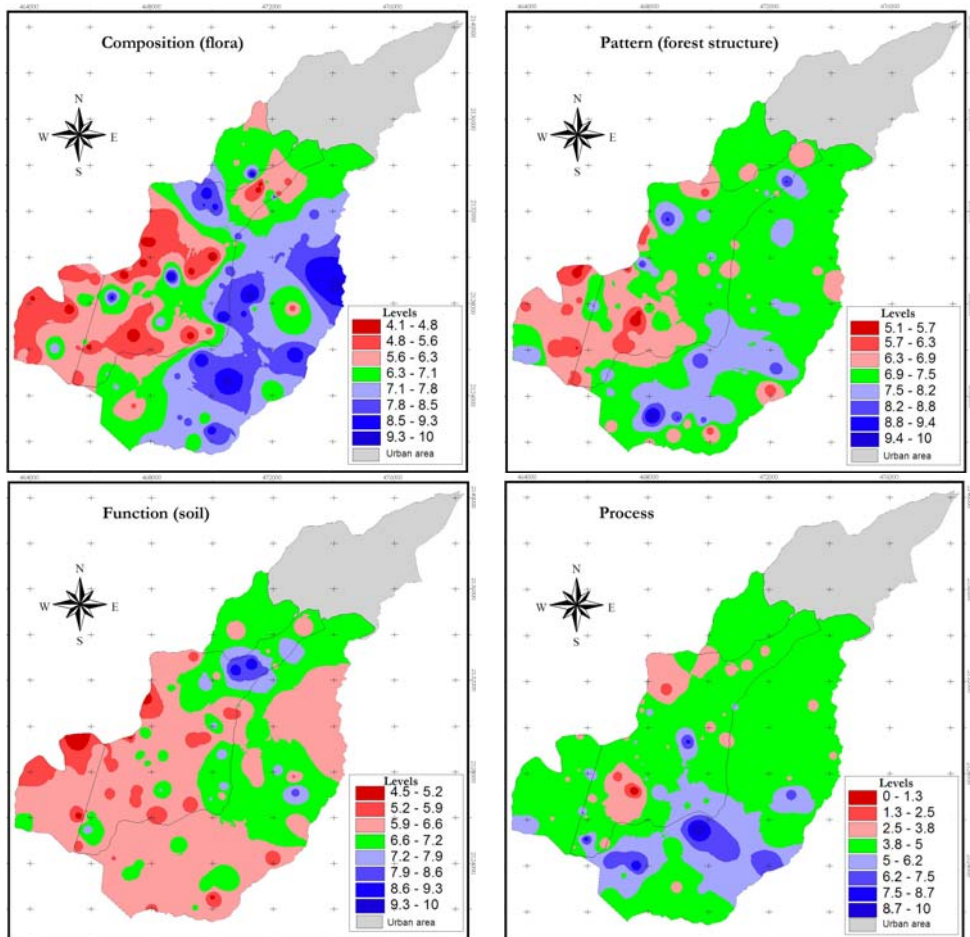 464000 468000 472000 476000
Composition (flora)
N
W E
S
Levels
4.1 - 4.8
4.8 - 5.6
5.6 - 6.3
6.3 - 7.1
7.1 - 7.8
7.8 - 8.5
8.5 - 9.3
9.3 - 10
Urban area
Pattern (forest structure)
N
W E
S
Levels
5.1 - 5.7
5.7 - 6.3
6.3 - 6.9
6.9 - 7.5
7.5 - 8.2
8.2 - 8.8
8.8 - 9.4
9.4 - 10
Urban area
Function (soil)
N
W E
S
Levels
4.5 - 5.2
5.2 - 5.9
5.9 - 6.6
6.6 - 7.2
7.2 - 7.9
7.9 - 8.6
8.6 - 9.3
9.3 - 10
Urban area
Process
N
W E
S
Levels
0 - 1.3
1.3 - 2.5
2.5 - 3.8
3.8 - 5
5 - 6.2
6.2 - 7.5
7.5 - 8.7
8.7 - 10
Urban area